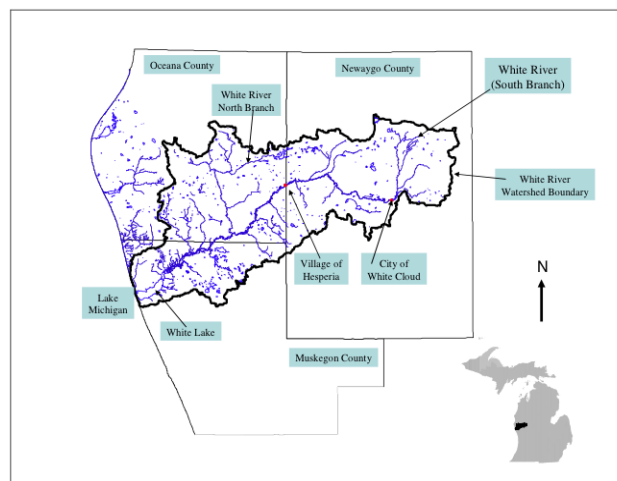 Oceana County
Newaygo County
White River
(South Branch)
White River
North Branch
White River
Watershed Boundary
Village of
Hesperia
City of
White Cloud
N
Lake
Michigan
White Lake
Muskegon County